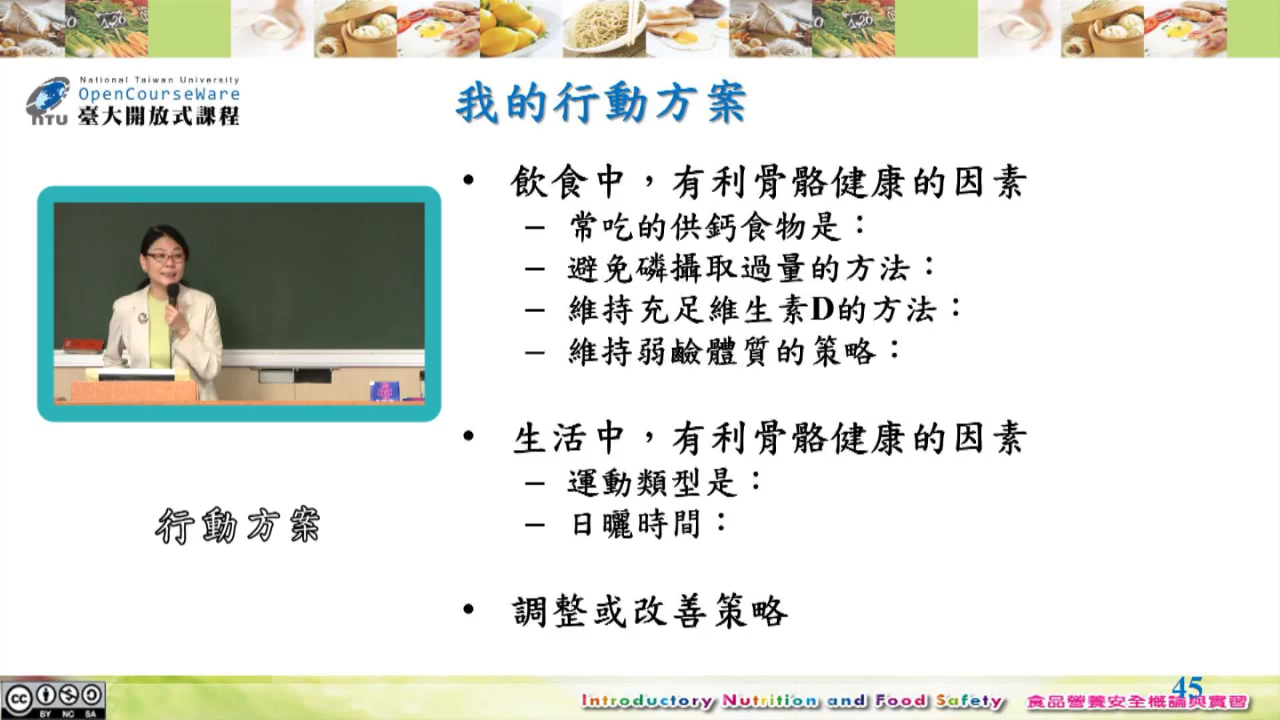 National Taiwan University
OpenCourseWare
NTU 臺大開放式課程
我的行動方案
• 飲食中，有利骨骼健康的因素
– 常吃的供鈣食物是：
– 避免磷攝取過量的方法：
– 維持充足維生素D的方法：
– 維持弱鹼體質的策略：
• 生活中，有利骨骼健康的因素
– 運動類型是：
– 日曬時間：
• 調整或改善策略
行動方案
cc BY NC SA
Introductory Nutrition and Food Safety 食品營養安全概論與實習
45